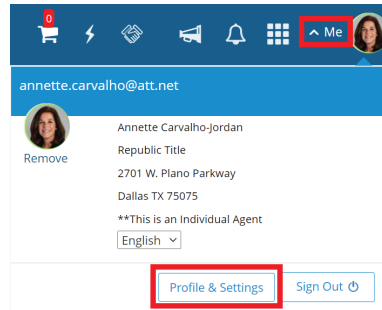 0
Me
annette.carvalho@att.net
Remove
Annette Carvalho-Jordan
Republic Title
2701 W. Plano Parkway
Dallas TX 75075
**This is an Individual Agent
English
Profile & Settings
Sign Out